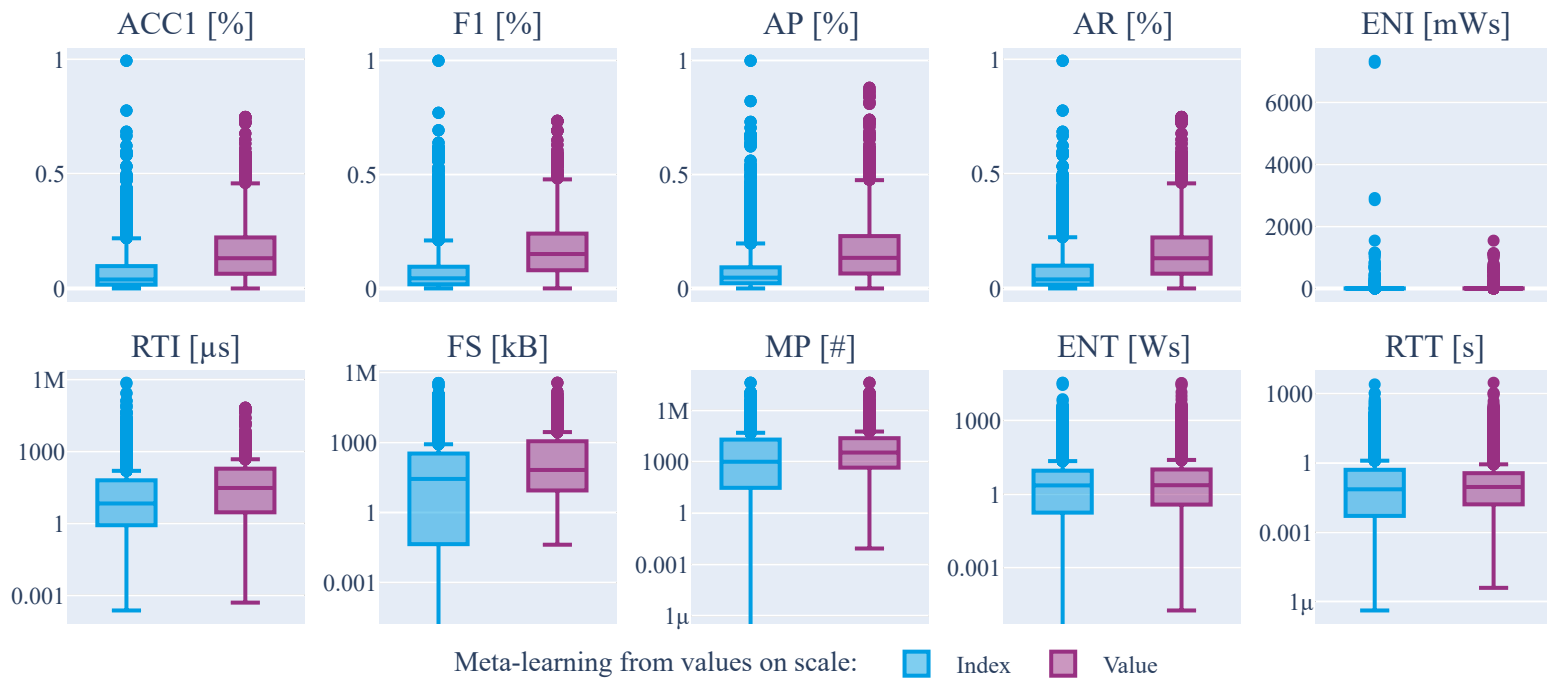 ACC1 [%]
F1 [%]
AP [%]
AR [%]
ENI [mWs]
1
0.5
0
1
0.5
0
1
0.5
0
1
0.5
0
6000
4000
2000
0
RTI [µs]
FS [kB]
MP [#]
ENT [Ws]
RTT [s]
1M
1000
1
0.001
1M
1000
1
0.001
1M
1000
1
0.001
1µ
1000
1
0.001
1000
1
0.001
1µ
Meta-learning from values on scale:
Index
Value